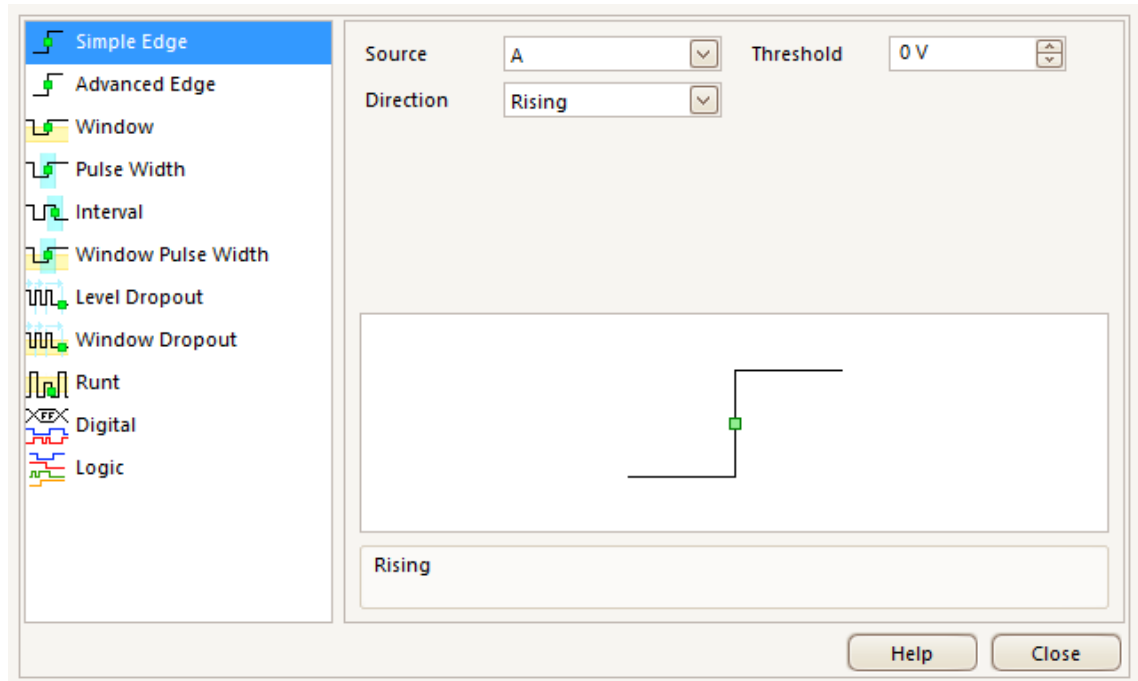 Simple Edge
Advanced Edge
Window
Pulse Width
Interval
Window Pulse Width
Level Dropout
Window Dropout
Runt
FF
Digital
Logic
Source A Threshold 0 V
Direction Rising
Rising
Help Close